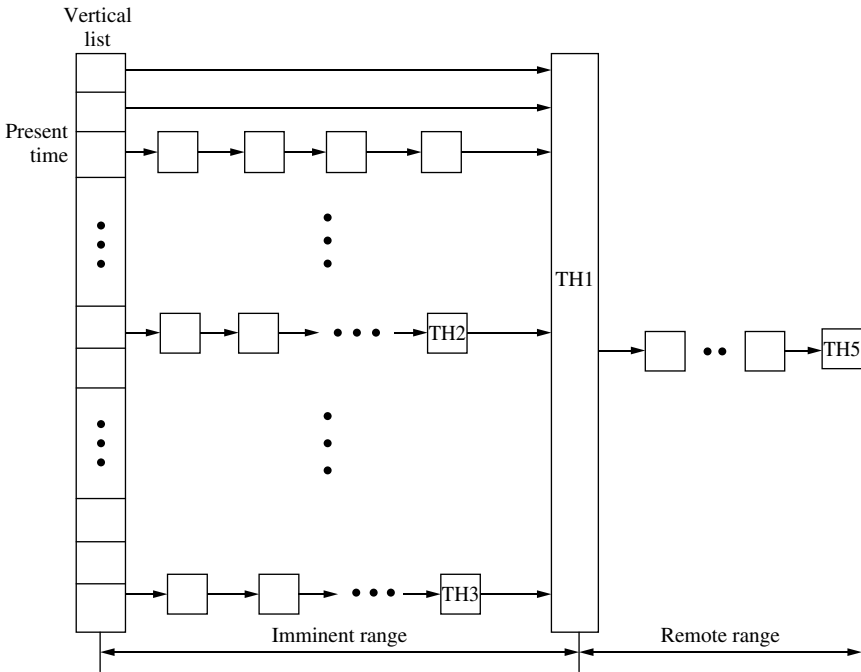 Vertical
list
Present
time
TH1
TH2
TH5
TH3
Imminent range
Remote range